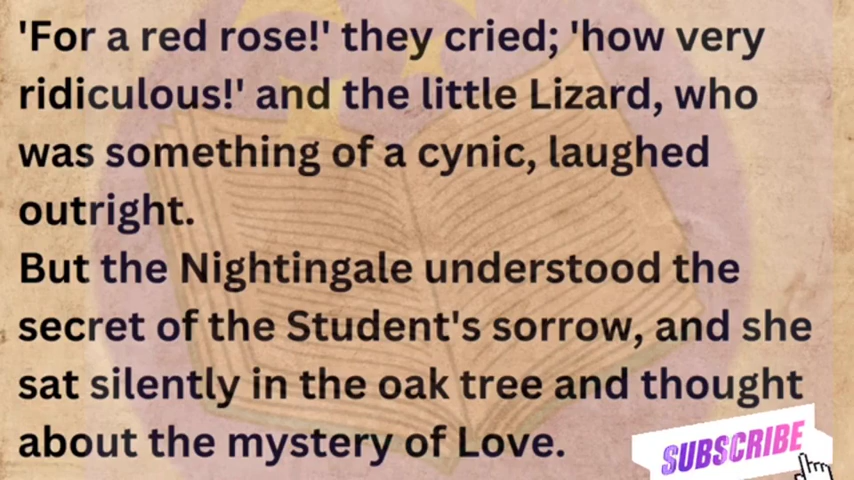 'For a red rose!' they cried; 'how very
ridiculous!' and the little Lizard, who
was something of a cynic, laughed
outright.
But the Nightingale understood the
secret of the Student's sorrow, and she
sat silently in the oak tree and thought
about the mystery of Love.
SUBSCRIBE